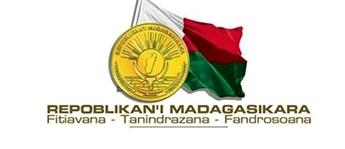 REPOBLIKAN'I MADAGASIKARA
Fitiavana - Tanindrazana - Fandrosoana